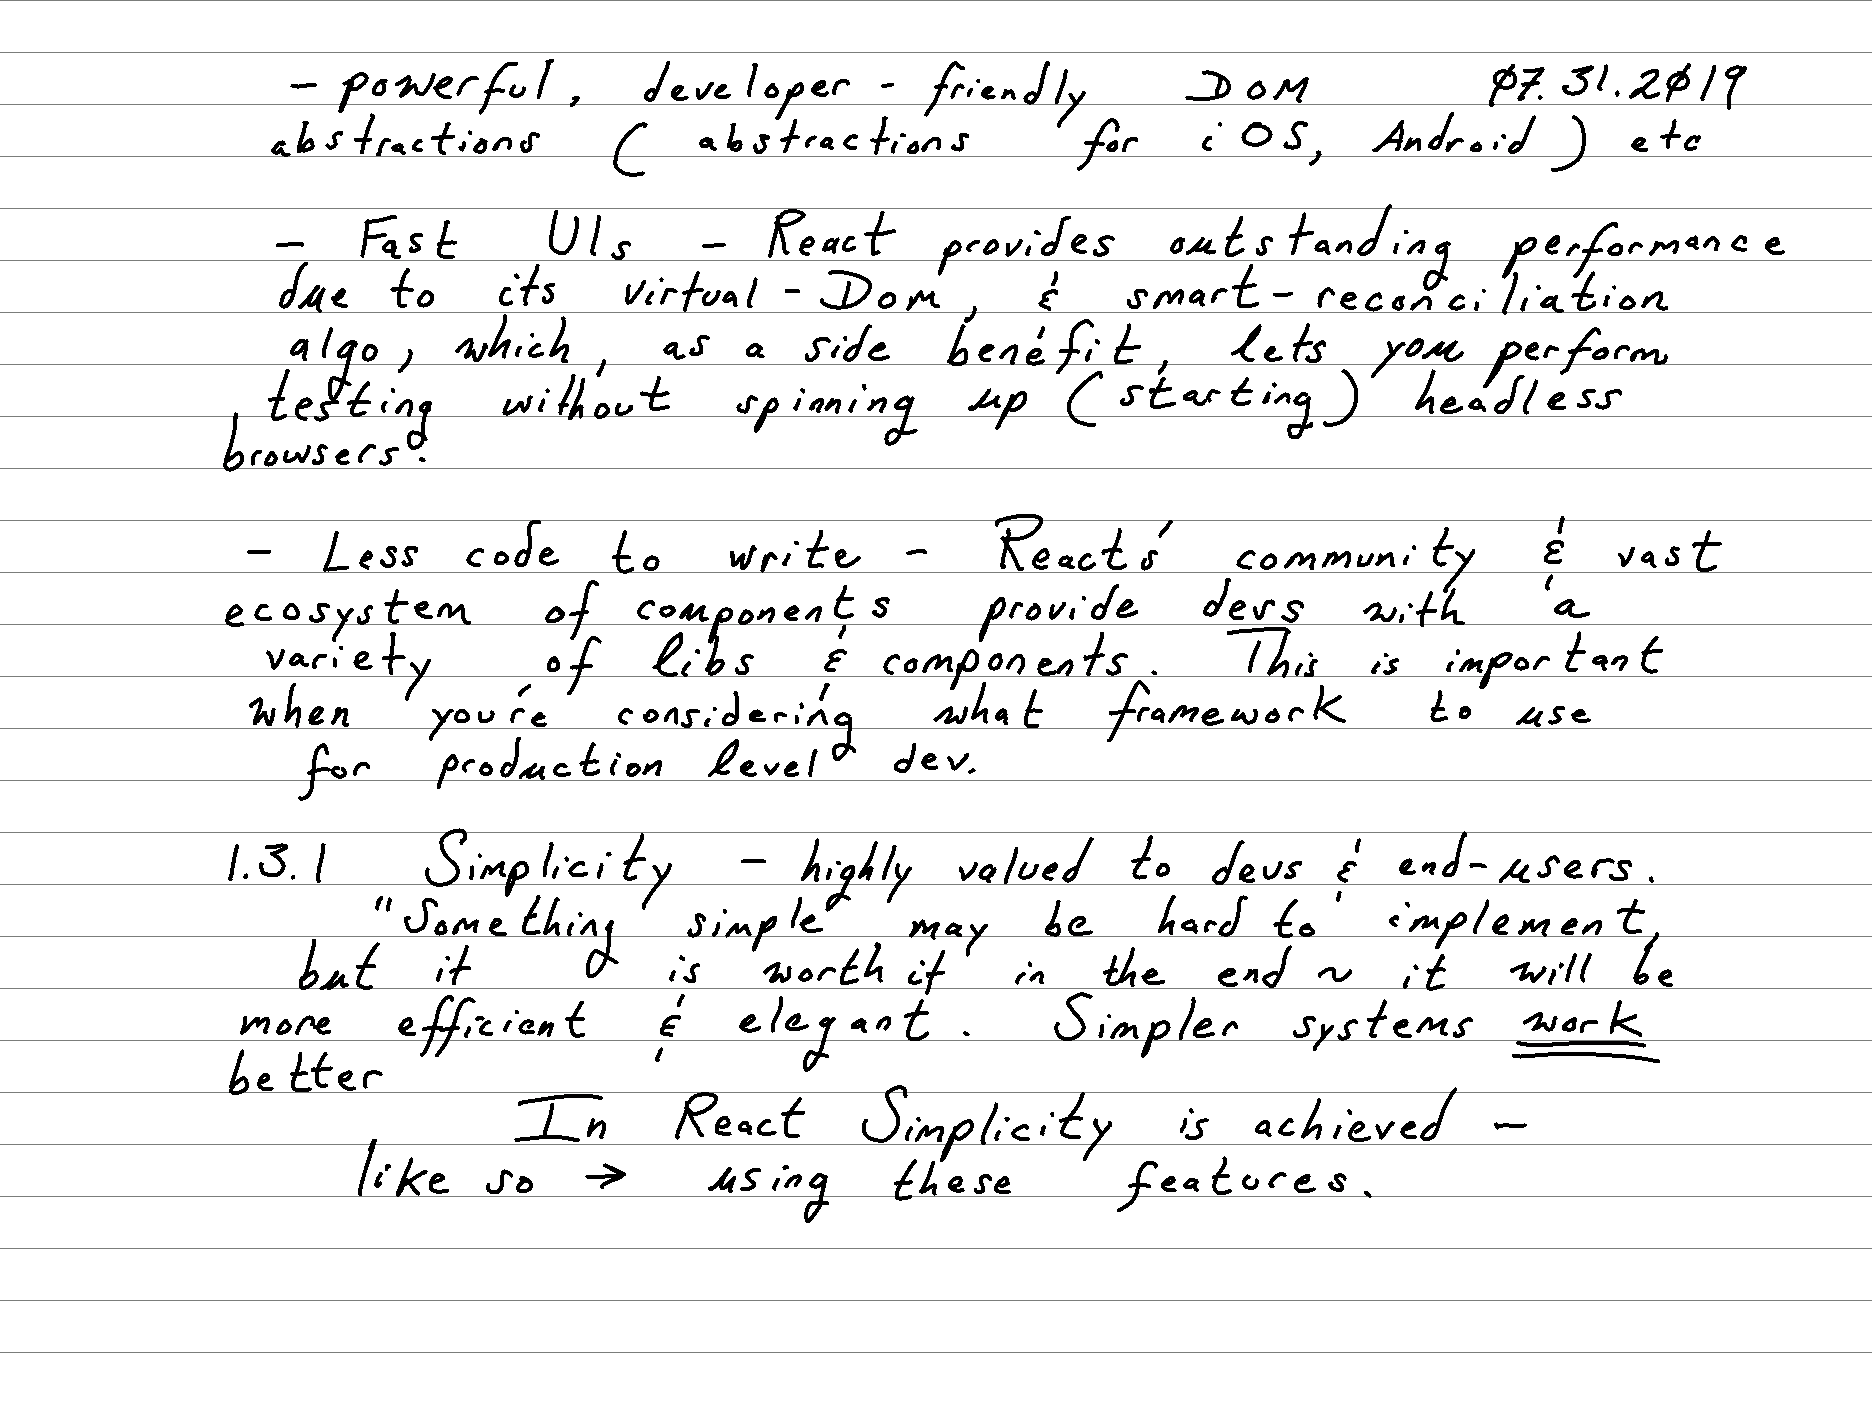 - powerful, developer - friendly DOM 07.31.2019
abstractions ( abstractions for iOS, Android ) etc
- Fast UIs - React provides outstanding performance
due to its virtual - Dom, & smart - reconciliation
algo, which, as a side benefit, lets you perform
testing without spinning up ( starting ) headless
browsers.
- Less code to write - React's community & vast
ecosystem of components provide devs with a
variety of libs & components. This is important
when you're considering what framework to use
for production level dev.
1.3.1 Simplicity - highly valued to devs & end-users.
"Something simple" may be hard to implement,
but it is worth it in the end ~ it will be
more efficient & elegant. Simpler systems work
better
In React Simplicity is achieved -
like so → using these features.